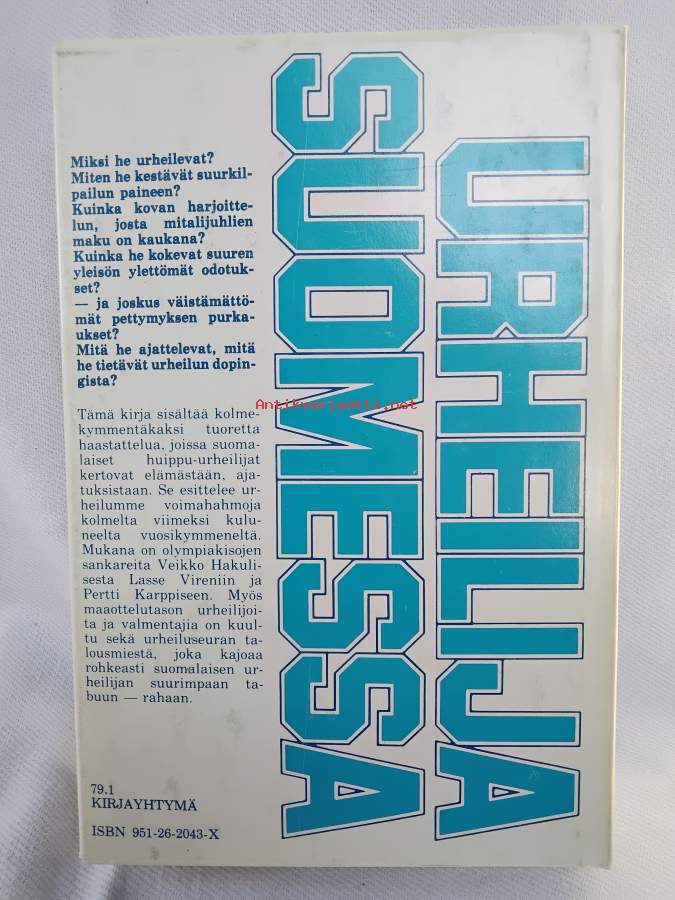 Miksi he urheilevat?
Miten he kestävät suurkil-
pailun paineen?
Kuinka kovan harjoitte-
lun, josta mitalijuhlien
maku on kaukana?
Kuinka he kokevat suuren
yleisön ylettömät odotuk-
set?
— ja joskus väistämättö-
mät pettymyksen purka-
ukset?
Mitä he ajattelevat, mitä
he tietävät urheilun dopin-
gista?
Tämä kirja sisältää kolme-
kymmentäkaksi tuoretta
haastattelua, joissa suoma-
laiset huippu-urheilijat
kertovat elämästään, aja-
tuksistaan. Se esittelee ur-
heilumme voimahahmoja
kolmelta viimeksi kulu-
neelta vuosikymmeneltä.
Mukana on olympiakisojen
sankareita Veikko Hakuli-
sesta Lasse Vireniin ja
Pertti Karppiseen. Myös
maaottelutason urheilijoi-
ta ja valmentajia on kuul-
tu sekä urheiluseuran ta-
lousmiestä, joka kajoaa
rohkeasti suomalaisen ur-
heilijan suurimpaan ta-
buun — rahaan.
79.1
KIRJAYHTYMÄ
ISBN 951-26-2043-X
URHEILIJA
SUOMESSA
Antikvariaatti.net